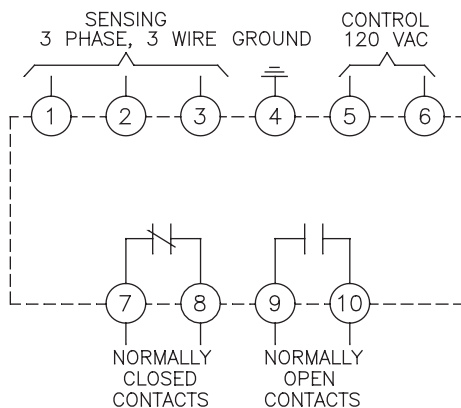 SENSING
3 PHASE, 3 WIRE GROUND
CONTROL
120 VAC
1 2 3 4 5 6
7 8 9 10
NORMALLY
CLOSED
CONTACTS
NORMALLY
OPEN
CONTACTS